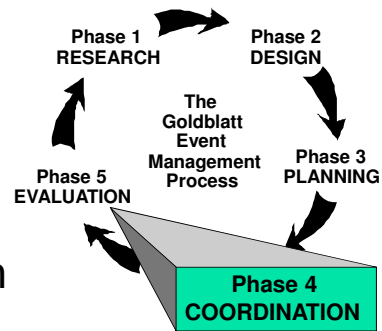 Phase 1
RESEARCH
Phase 2
DESIGN
The
Goldblatt
Event
Management
Process
Phase 3
PLANNING
Phase 5
EVALUATION
n
Phase 4
COORDINATION